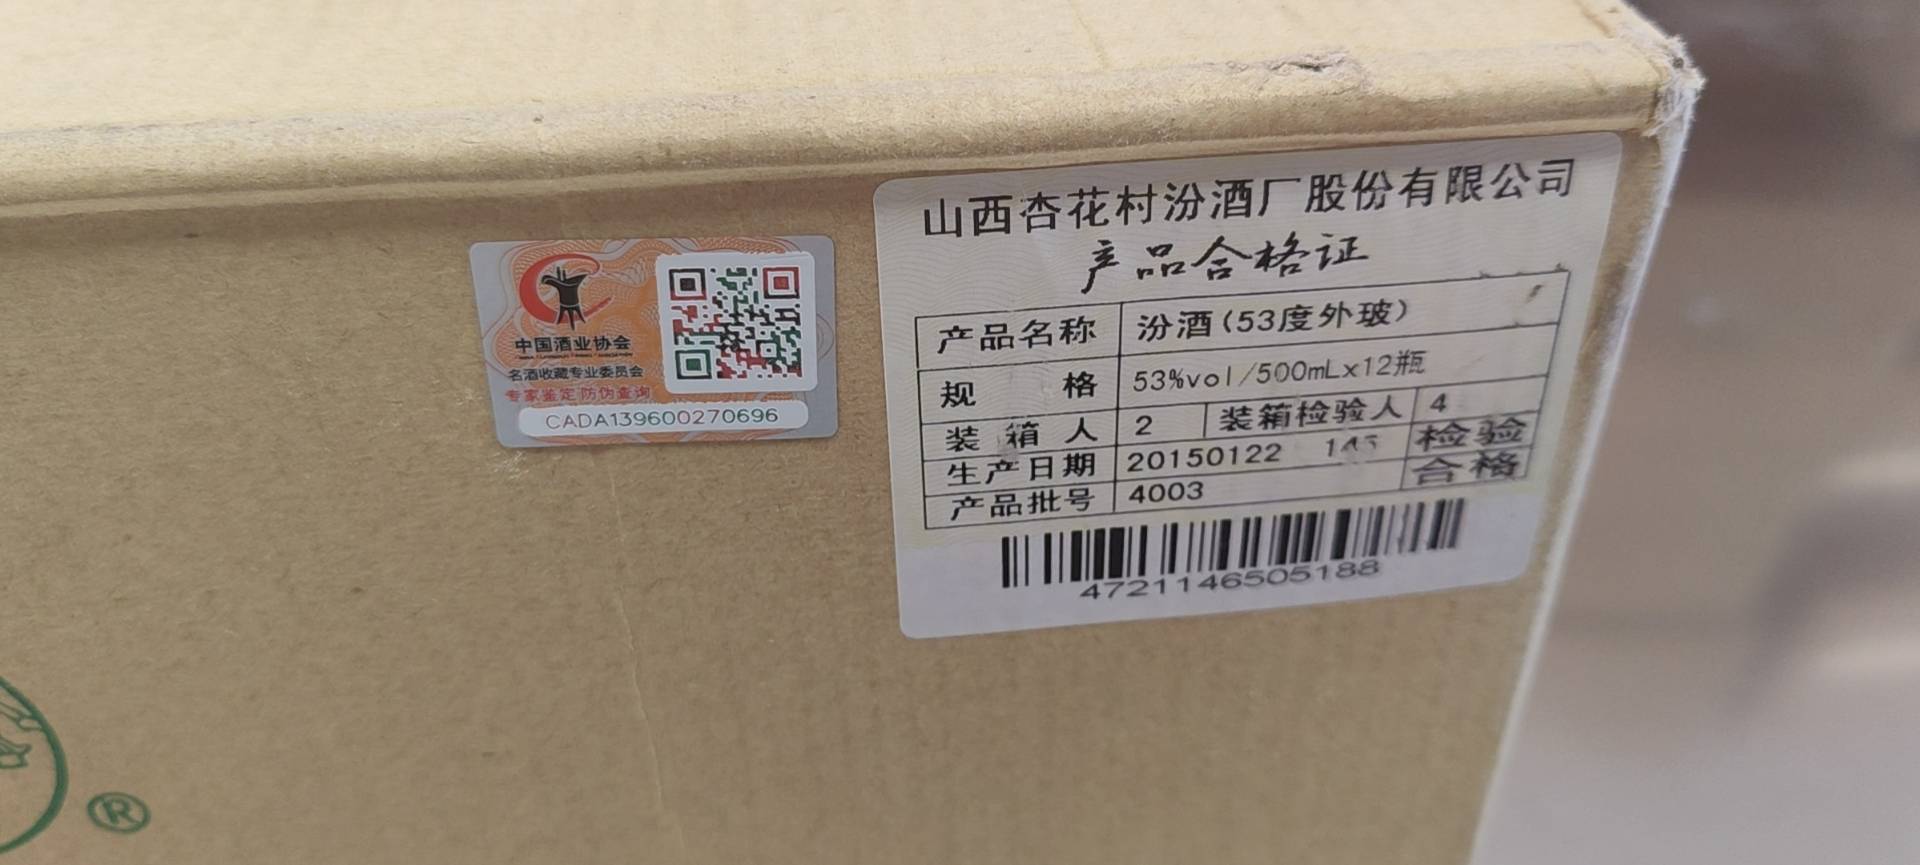 中国酒业协会
名酒收藏专业委员会
专家鉴定 防伪查询
CADA139600270696
山西杏花村汾酒厂股份有限公司
产品合格证
产品名称 汾酒(53度外玻)
规 格 53%vol/500mLx12瓶
装 箱 人 2 装箱检验人 4
生产日期 20150122 检验
产品批号 4003 合格
4721146505188
®